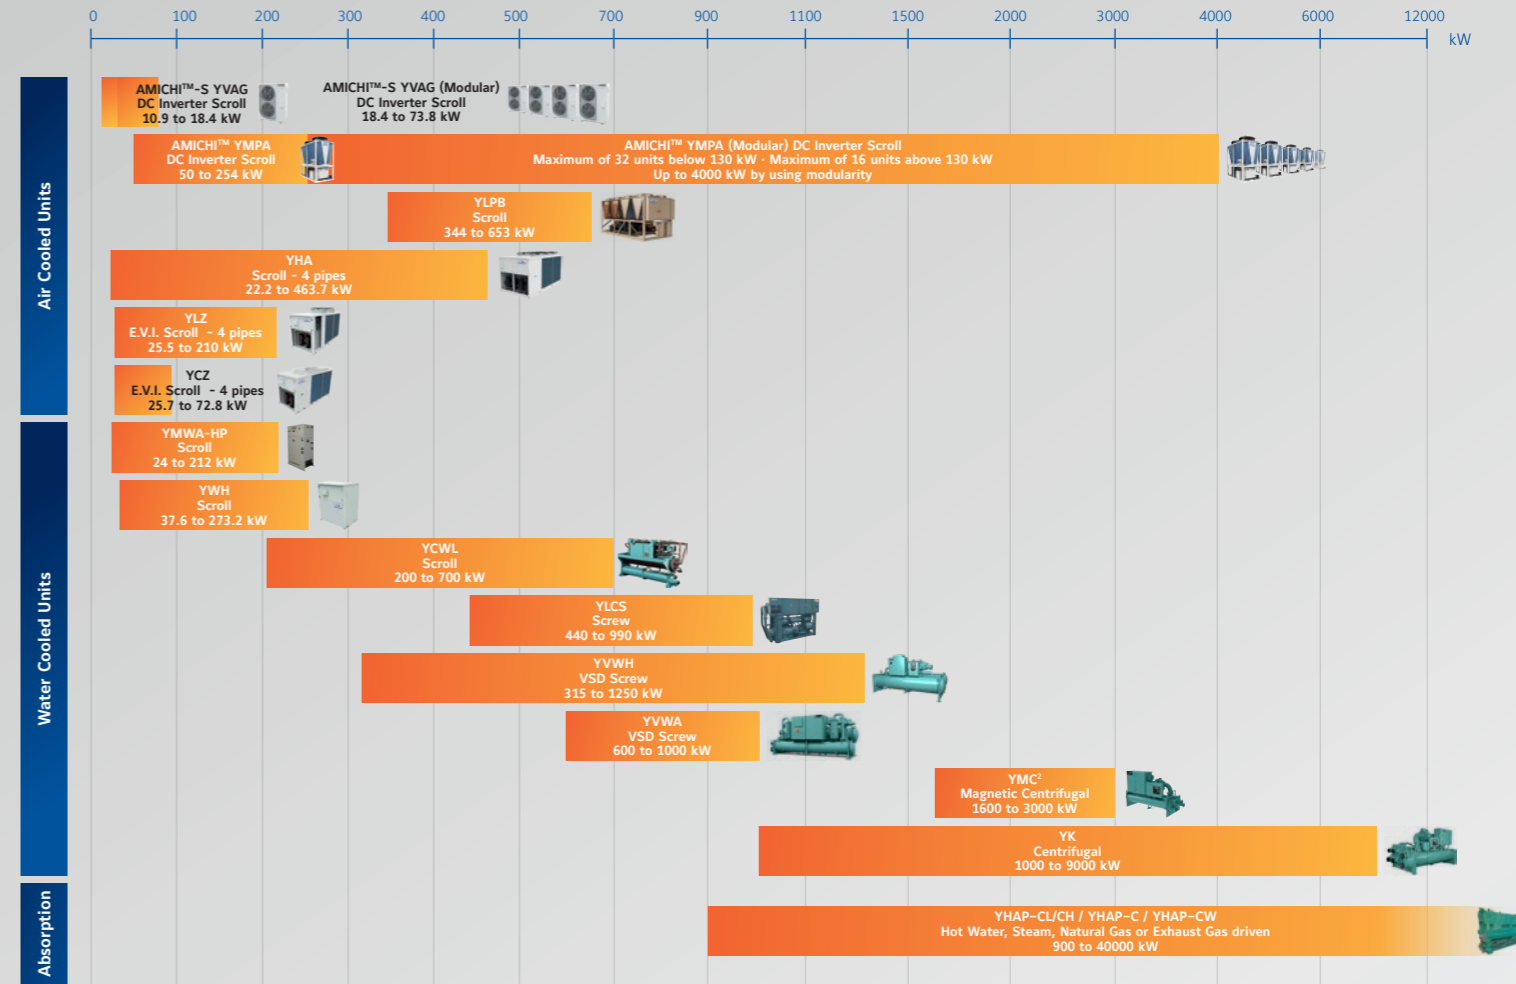 0 100 200 300 400 500 700 900 1100 1500 2000 3000 4000 6000 12000
kW
Air Cooled Units
AMICHI™-S YVAG
DC Inverter Scroll
10.9 to 18.4 kW
AMICHI™-S YVAG (Modular)
DC Inverter Scroll
18.4 to 73.8 kW
AMICHI™ YMPA
DC Inverter Scroll
50 to 254 kW
AMICHI™ YMPA (Modular) DC Inverter Scroll
Maximum of 32 units below 130 kW · Maximum of 16 units above 130 kW
Up to 4000 kW by using modularity
YLPB
Scroll
344 to 653 kW
YHA
Scroll - 4 pipes
22.2 to 463.7 kW
YLZ
E.V.I. Scroll - 4 pipes
25.5 to 210 kW
YCZ
E.V.I. Scroll - 4 pipes
25.7 to 72.8 kW
Water Cooled Units
YMWA-HP
Scroll
24 to 212 kW
YWH
Scroll
37.6 to 273.2 kW
YCWL
Scroll
200 to 700 kW
YLCS
Screw
440 to 990 kW
YVWH
VSD Screw
315 to 1250 kW
YVWA
VSD Screw
600 to 1000 kW
YMC²
Magnetic Centrifugal
1600 to 3000 kW
YK
Centrifugal
1000 to 9000 kW
Absorption
YHAP-CL/CH / YHAP-C / YHAP-CW
Hot Water, Steam, Natural Gas or Exhaust Gas driven
900 to 40000 kW